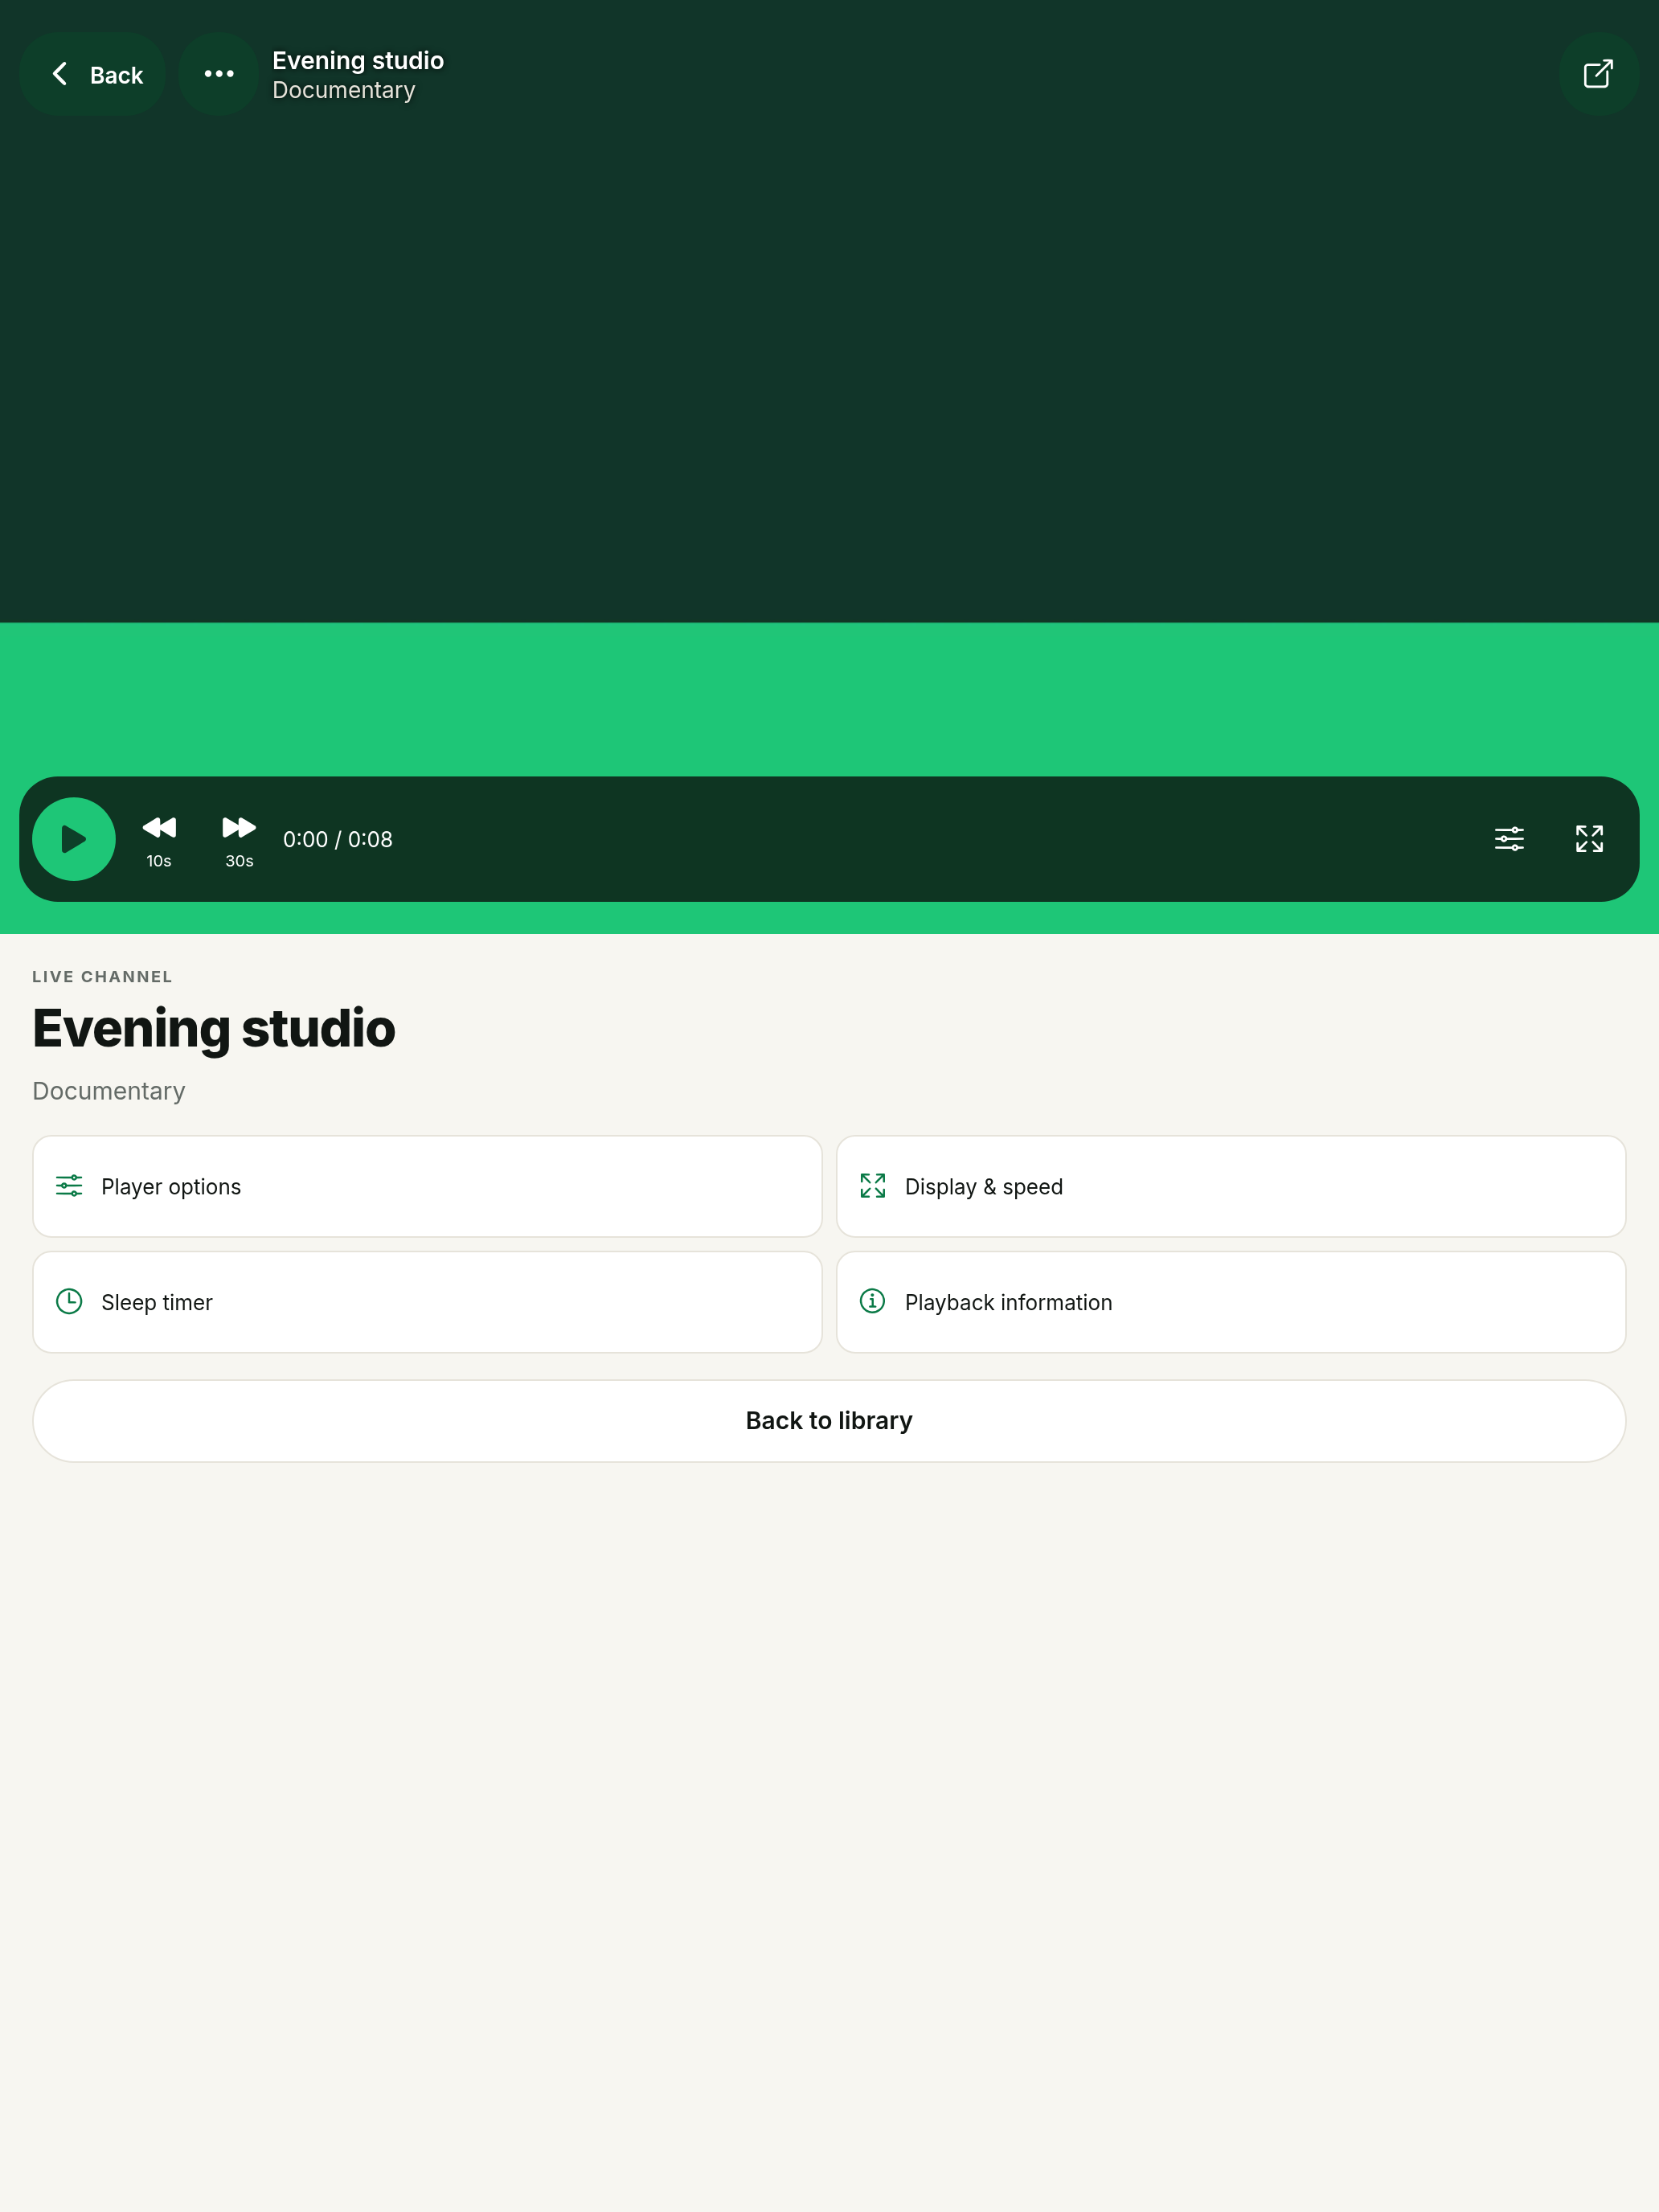 Back
Evening studio
Documentary
10s
30s
0:00 / 0:08
LIVE CHANNEL
Evening studio
Documentary
Player options
Display & speed
Sleep timer
Playback information
Back to library